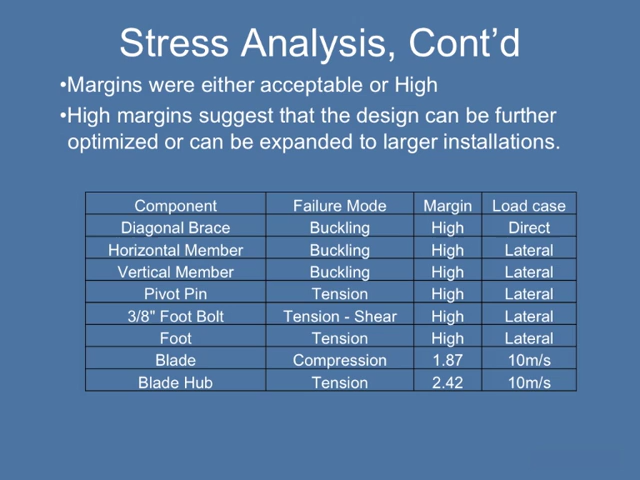 Stress Analysis, Cont’d
•Margins were either acceptable or High
•High margins suggest that the design can be further
optimized or can be expanded to larger installations.
Component Failure Mode Margin Load case
Diagonal Brace Buckling High Direct
Horizontal Member Buckling High Lateral
Vertical Member Buckling High Lateral
Pivot Pin Tension High Lateral
3/8" Foot Bolt Tension - Shear High Lateral
Foot Tension High Lateral
Blade Compression 1.87 10m/s
Blade Hub Tension 2.42 10m/s